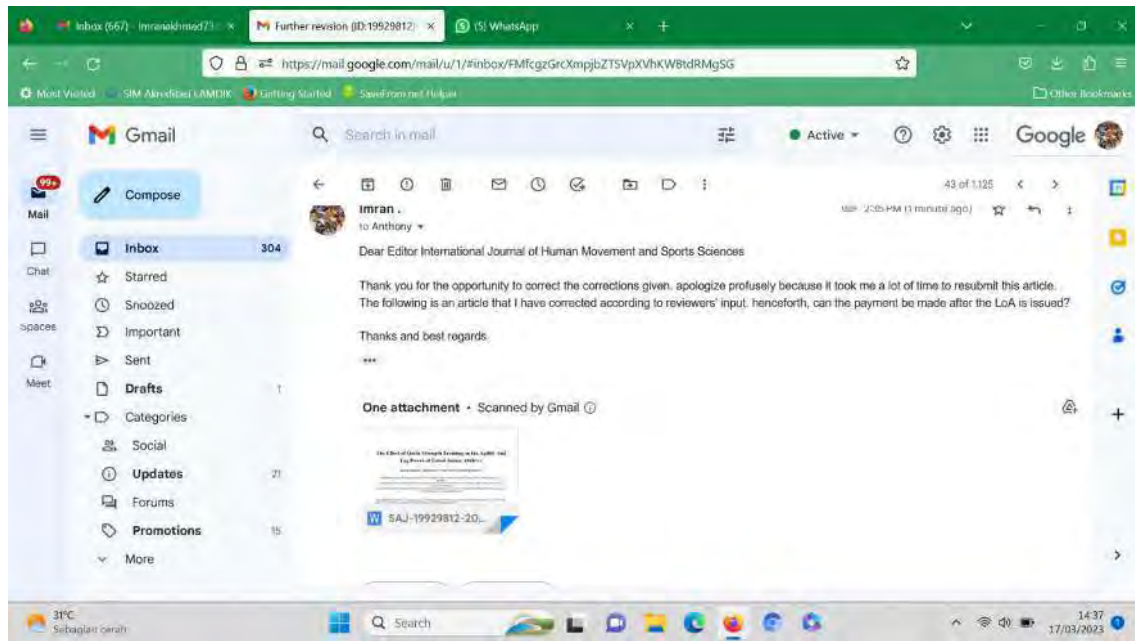 Inbox (667) - imranakhmad73
Further revision (ID:19929812)
(5) WhatsApp
https://mail.google.com/mail/u/1/#inbox/FMfcgzGrcXmpjbZTSVpXVhKWBtdRMgSG
Most Visited
SIM Akreditasi LAMDIK
Getting Started
SaveFrom.net Helper
Other Bookmarks
Gmail
Search in mail
Active
Google
99+
Mail
Chat
Spaces
Meet
Compose
Inbox 304
Starred
Snoozed
Important
Sent
Drafts 1
Categories
Social
Updates 21
Forums
Promotions 15
More
43 of 1,125
Imran .
2:35 PM (1 minute ago)
to Anthony
Dear Editor International Journal of Human Movement and Sports Sciences
Thank you for the opportunity to correct the corrections given. apologize profusely because it took me a lot of time to resubmit this article.
The following is an article that I have corrected according to reviewers' input. henceforth, can the payment be made after the LoA is issued?
Thanks and best regards
One attachment • Scanned by Gmail
SAJ-19929812-20...
31°C
Sebagian cerah
Search
14:37
17/03/2023